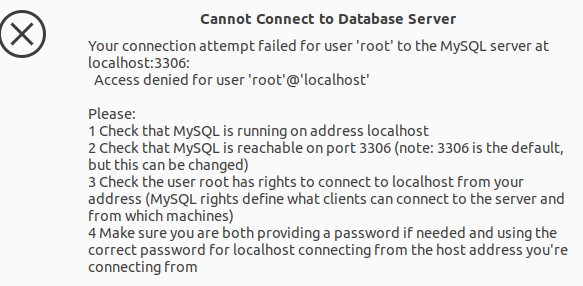 Cannot Connect to Database Server
Your connection attempt failed for user 'root' to the MySQL server at
localhost:3306:
Access denied for user 'root'@'localhost'
Please:
1 Check that MySQL is running on address localhost
2 Check that MySQL is reachable on port 3306 (note: 3306 is the default,
but this can be changed)
3 Check the user root has rights to connect to localhost from your
address (MySQL rights define what clients can connect to the server and
from which machines)
4 Make sure you are both providing a password if needed and using the
correct password for localhost connecting from the host address you're
connecting from